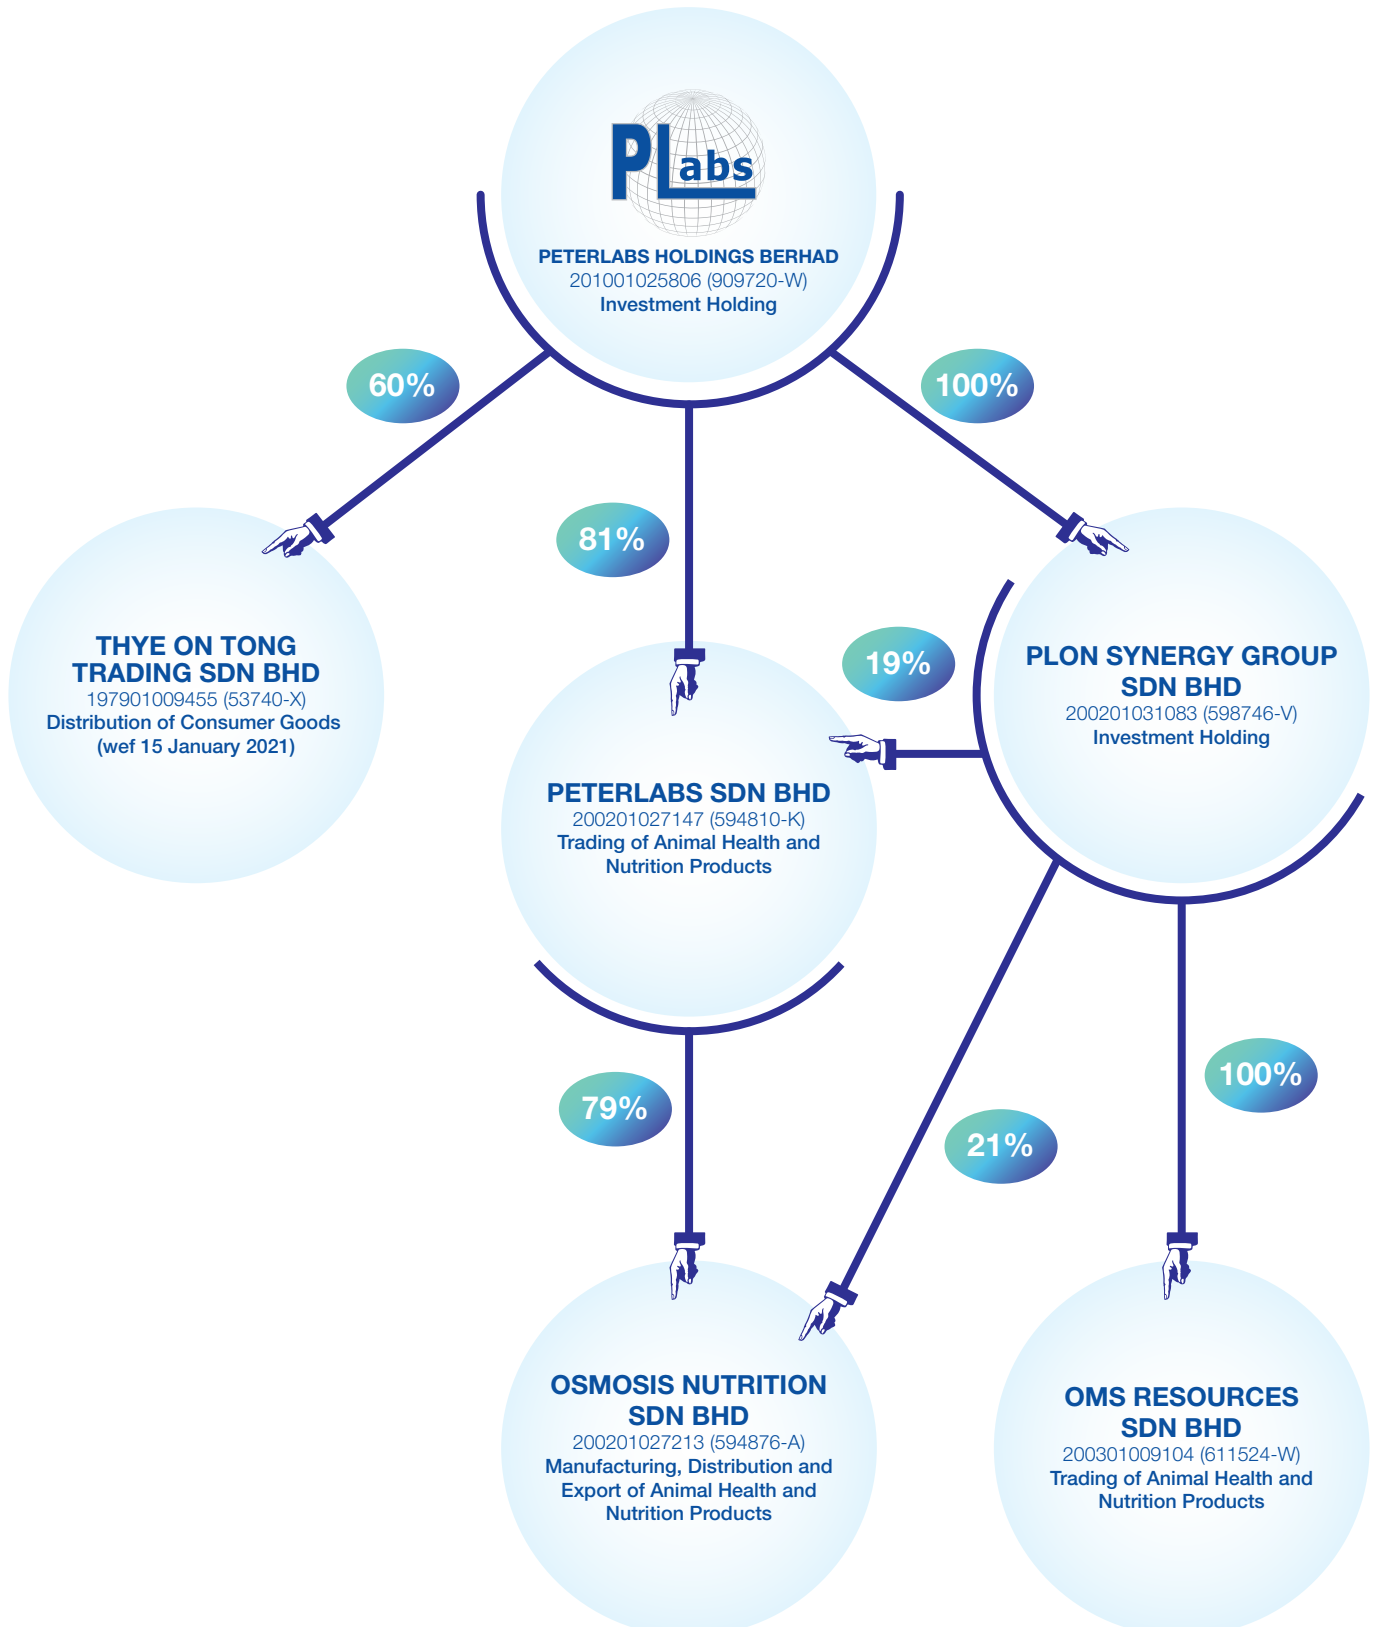 PLabs
PETERLABS HOLDINGS BERHAD
201001025806 (909720-W)
Investment Holding
60%
100%
81%
THYE ON TONG
TRADING SDN BHD
197901009455 (53740-X)
Distribution of Consumer Goods
(wef 15 January 2021)
19%
PLON SYNERGY GROUP
SDN BHD
200201031083 (598746-V)
Investment Holding
PETERLABS SDN BHD
200201027147 (594810-K)
Trading of Animal Health and
Nutrition Products
79%
21%
100%
OSMOSIS NUTRITION
SDN BHD
200201027213 (594876-A)
Manufacturing, Distribution and
Export of Animal Health and
Nutrition Products
OMS RESOURCES
SDN BHD
200301009104 (611524-W)
Trading of Animal Health and
Nutrition Products